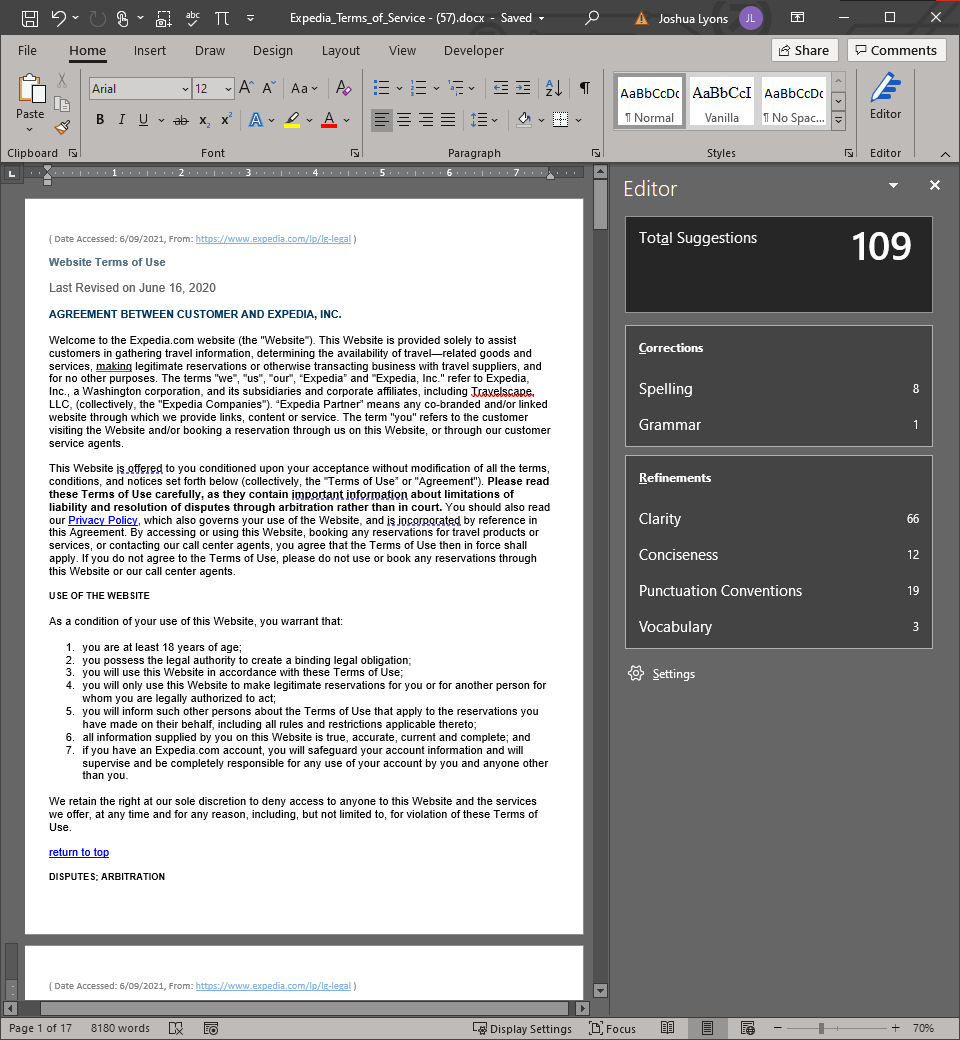 abc
Expedia_Terms_of_Service - (57).docx - Saved
Joshua Lyons
JL
File
Home
Insert
Draw
Design
Layout
View
Developer
Share
Comments
Paste
Arial
12
Aa
B I U ab x₂ x² A A
AaBbCcDc
¶ Normal
AaBbCcI
Vanilla
AaBbCcDc
¶ No Spac...
Editor
Clipboard
Font
Paragraph
Styles
Editor
L
1 2 3 4 5 6 7
( Date Accessed: 6/09/2021, From: https://www.expedia.com/lp/lg-legal )
Website Terms of Use
Last Revised on June 16, 2020
AGREEMENT BETWEEN CUSTOMER AND EXPEDIA, INC.
Welcome to the Expedia.com website (the "Website"). This Website is provided solely to assist
customers in gathering travel information, determining the availability of travel—related goods and
services, making legitimate reservations or otherwise transacting business with travel suppliers, and
for no other purposes. The terms "we", "us", "our", “Expedia” and "Expedia, Inc." refer to Expedia,
Inc., a Washington corporation, and its subsidiaries and corporate affiliates, including Travelscape,
LLC, (collectively, the "Expedia Companies"). “Expedia Partner” means any co-branded and/or linked
website through which we provide links, content or service. The term "you" refers to the customer
visiting the Website and/or booking a reservation through us on this Website, or through our customer
service agents.
This Website is offered to you conditioned upon your acceptance without modification of all the terms,
conditions, and notices set forth below (collectively, the "Terms of Use” or "Agreement"). Please read
these Terms of Use carefully, as they contain important information about limitations of
liability and resolution of disputes through arbitration rather than in court. You should also read
our Privacy Policy, which also governs your use of the Website, and is incorporated by reference in
this Agreement. By accessing or using this Website, booking any reservations for travel products or
services, or contacting our call center agents, you agree that the Terms of Use then in force shall
apply. If you do not agree to the Terms of Use, please do not use or book any reservations through
this Website or our call center agents.
USE OF THE WEBSITE
As a condition of your use of this Website, you warrant that:
1. you are at least 18 years of age;
2. you possess the legal authority to create a binding legal obligation;
3. you will use this Website in accordance with these Terms of Use;
4. you will only use this Website to make legitimate reservations for you or for another person for
whom you are legally authorized to act;
5. you will inform such other persons about the Terms of Use that apply to the reservations you
have made on their behalf, including all rules and restrictions applicable thereto;
6. all information supplied by you on this Website is true, accurate, current and complete; and
7. if you have an Expedia.com account, you will safeguard your account information and will
supervise and be completely responsible for any use of your account by you and anyone other
than you.
We retain the right at our sole discretion to deny access to anyone to this Website and the services
we offer, at any time and for any reason, including, but not limited to, for violation of these Terms of
Use.
return to top
DISPUTES; ARBITRATION
( Date Accessed: 6/09/2021, From: https://www.expedia.com/lp/lg-legal )
Editor
Total Suggestions
109
Corrections
Spelling 8
Grammar 1
Refinements
Clarity 66
Conciseness 12
Punctuation Conventions 19
Vocabulary 3
Settings
Page 1 of 17
8180 words
Display Settings
Focus
70%